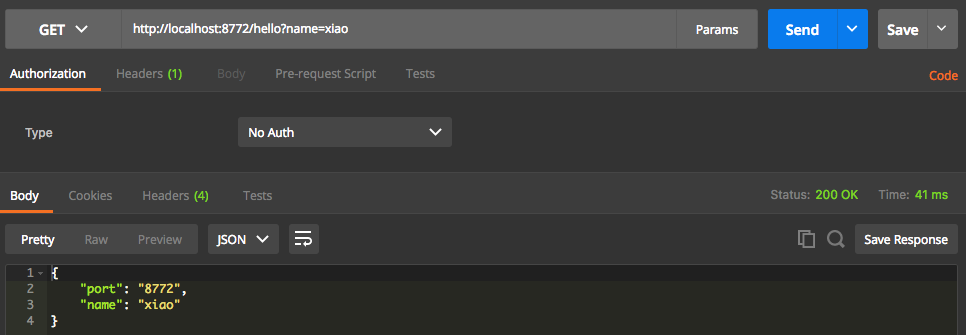 GET http://localhost:8772/hello?name=xiao Params Send Save
Authorization Headers (1) Body Pre-request Script Tests Code
Type No Auth
Body Cookies Headers (4) Tests Status: 200 OK Time: 41 ms
Pretty Raw Preview JSON Save Response
1 {
2 "port": "8772",
3 "name": "xiao"
4 }